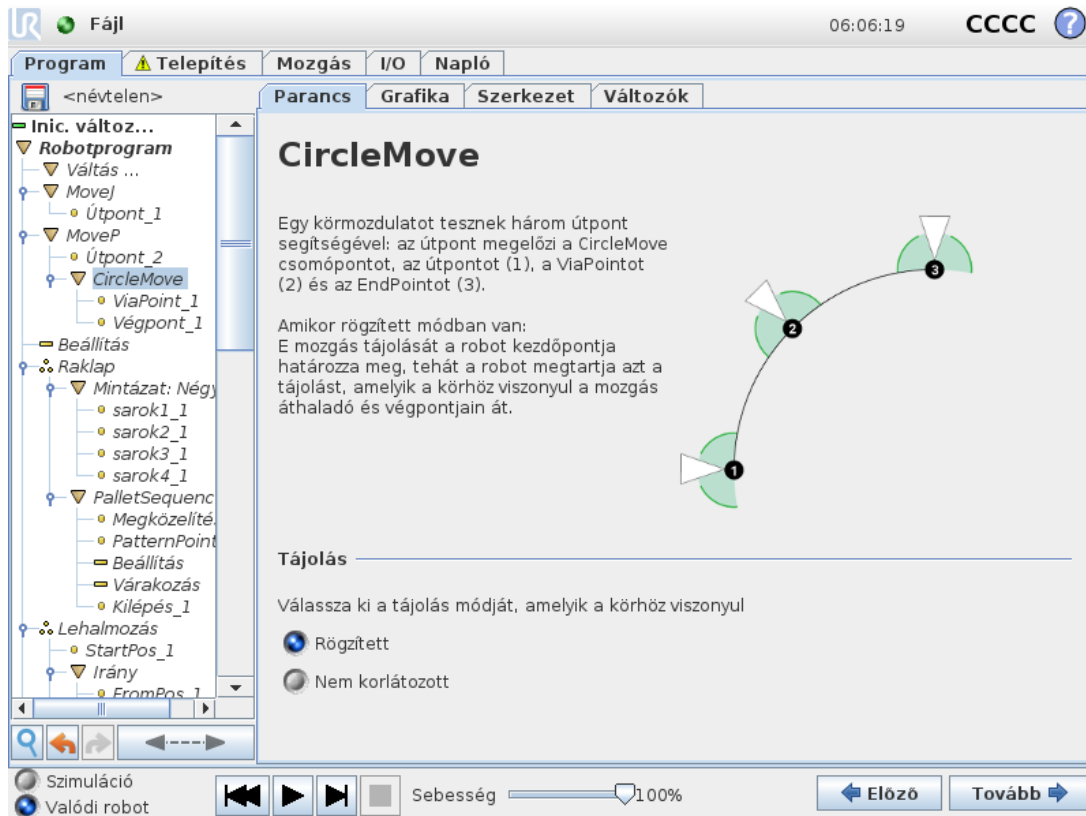 UR Fájl 06:06:19 CCCC ?
Program Telepítés Mozgás I/O Napló
<névtelen>
Parancs Grafika Szerkezet Változók
Inic. változ...
Robotprogram
Váltás ...
MoveJ
Útpont_1
MoveP
Útpont_2
CircleMove
ViaPoint_1
Végpont_1
Beállítás
Raklap
Mintázat: Négy
sarok1_1
sarok2_1
sarok3_1
sarok4_1
PalletSequenc
Megközelítés
PatternPoint
Beállítás
Várakozás
Kilépés_1
Lehalmozás
StartPos_1
Irány
FromPos_1
CircleMove
Egy körmozdulatot tesznek három útpont
segítségével: az útpont megelőzi a CircleMove
csomópontot, az útpontot (1), a ViaPointot
(2) és az EndPointot (3).
Amikor rögzített módban van:
E mozgás tájolását a robot kezdőpontja
határozza meg, tehát a robot megtartja azt a
tájolást, amelyik a körhöz viszonyul a mozgás
áthaladó és végpontjain át.
3
2
1
Tájolás
Válassza ki a tájolás módját, amelyik a körhöz viszonyul
Rögzített
Nem korlátozott
Szimuláció
Valódi robot
Sebesség 100%
Előző Tovább